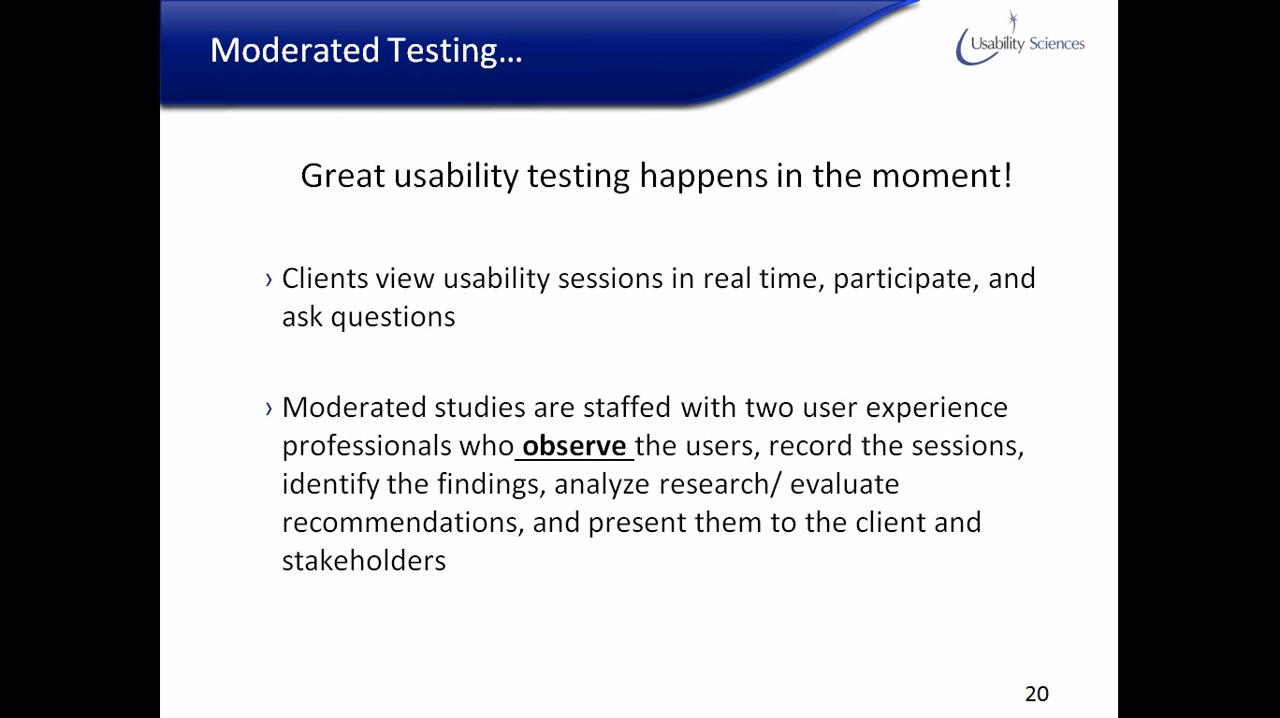 Moderated Testing...
Usability Sciences
Great usability testing happens in the moment!
› Clients view usability sessions in real time, participate, and
ask questions
› Moderated studies are staffed with two user experience
professionals who observe the users, record the sessions,
identify the findings, analyze research/ evaluate
recommendations, and present them to the client and
stakeholders
20